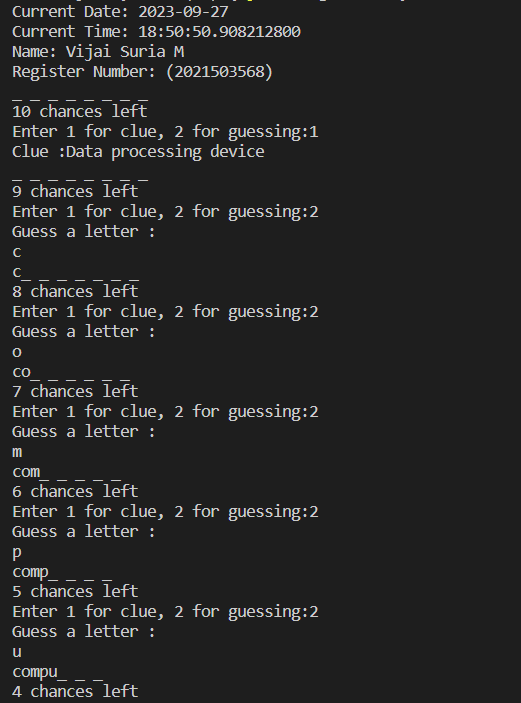 Current Date: 2023-09-27
Current Time: 18:50:50.908212800
Name: Vijai Suria M
Register Number: (2021503568)
_ _ _ _ _ _ _ _
10 chances left
Enter 1 for clue, 2 for guessing:1
Clue :Data processing device
_ _ _ _ _ _ _ _
9 chances left
Enter 1 for clue, 2 for guessing:2
Guess a letter :
c
c_ _ _ _ _ _ _
8 chances left
Enter 1 for clue, 2 for guessing:2
Guess a letter :
o
co_ _ _ _ _ _
7 chances left
Enter 1 for clue, 2 for guessing:2
Guess a letter :
m
com_ _ _ _ _
6 chances left
Enter 1 for clue, 2 for guessing:2
Guess a letter :
p
comp_ _ _ _
5 chances left
Enter 1 for clue, 2 for guessing:2
Guess a letter :
u
compu_ _ _
4 chances left